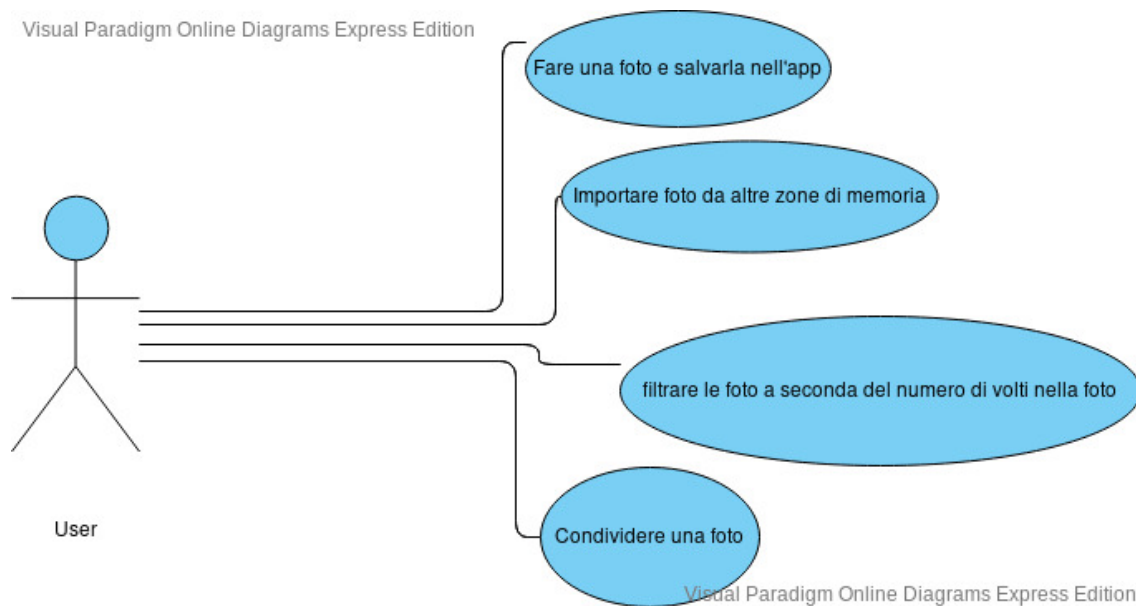 Visual Paradigm Online Diagrams Express Edition
Fare una foto e salvarla nell'app
Importare foto da altre zone di memoria
filtrare le foto a seconda del numero di volti nella foto
User
Condividere una foto
Visual Paradigm Online Diagrams Express Edition